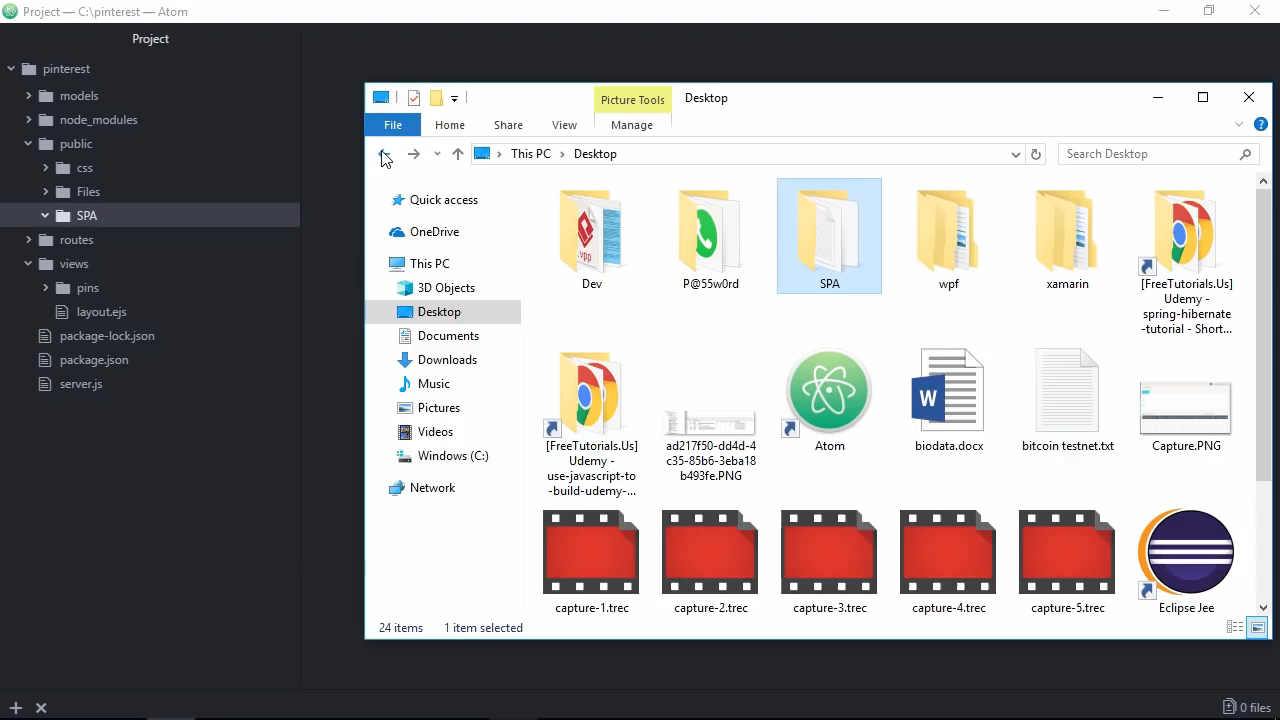 Project — C:\pinterest — Atom
Project
pinterest
models
node_modules
public
css
Files
SPA
routes
views
pins
layout.ejs
package-lock.json
package.json
server.js
Picture Tools
Desktop
File
Home
Share
View
Manage
This PC
Desktop
Search Desktop
Quick access
OneDrive
This PC
3D Objects
Desktop
Documents
Downloads
Music
Pictures
Videos
Windows (C:)
Network
.vpp
Dev
P@55w0rd
SPA
wpf
xamarin
[FreeTutorials.Us]
Udemy -
spring-hibernate
-tutorial - Short...
[FreeTutorials.Us]
Udemy -
use-javascript-to
-build-udemy-...
ad217f50-dd4d-4
c35-85b6-3eba18
b493fe.PNG
Atom
W
biodata.docx
bitcoin testnet.txt
Capture.PNG
capture-1.trec
capture-2.trec
capture-3.trec
capture-4.trec
capture-5.trec
Eclipse Jee
24 items
1 item selected
0 files